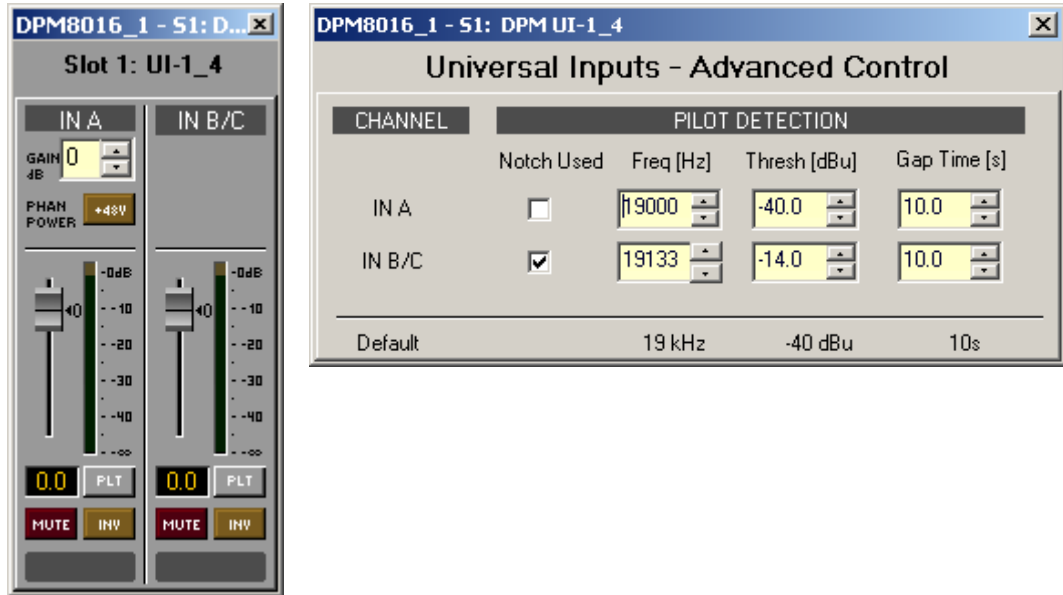 DPM8016_1 - S1: D...
Slot 1: UI-1_4
IN A IN B/C
GAIN dB 0
PHAN POWER +48V
-0dB -0dB
0 -10 0 -10
-20 -20
-30 -30
-40 -40
-∞ -∞
0.0 PLT 0.0 PLT
MUTE INV MUTE INV
DPM8016_1 - S1: DPM UI-1_4
Universal Inputs - Advanced Control
CHANNEL PILOT DETECTION
Notch Used Freq [Hz] Thresh [dBu] Gap Time [s]
IN A 19000 -40.0 10.0
IN B/C 19133 -14.0 10.0
Default 19 kHz -40 dBu 10s